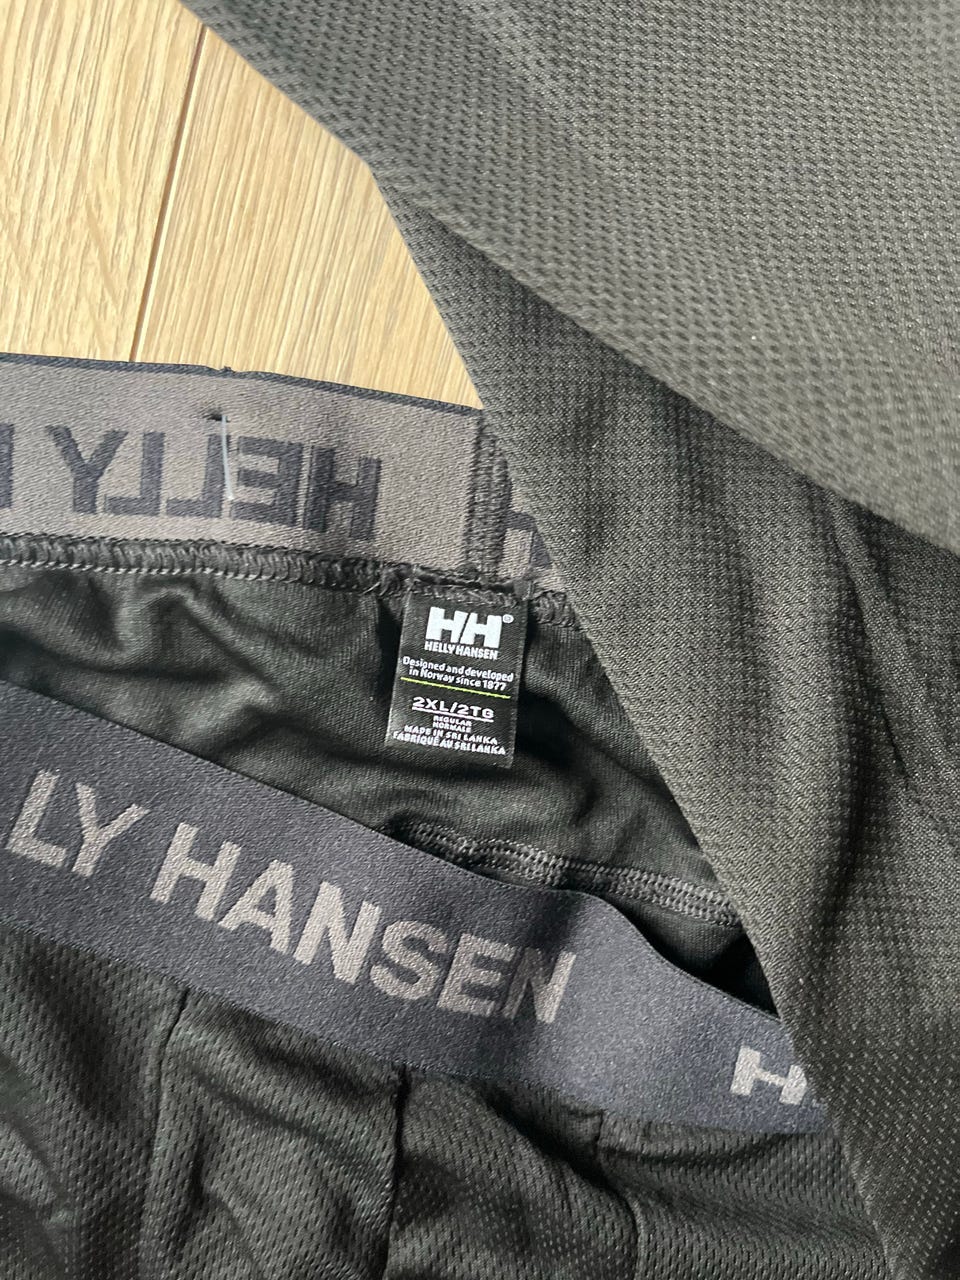 HELLY H
HH®
HELLY HANSEN
Designed and developed
in Norway since 1877
2XL/2TG
REGULAR
NORMALE
MADE IN SRI LANKA
FABRIQUÉ AU SRI LANKA
LY HANSEN
H